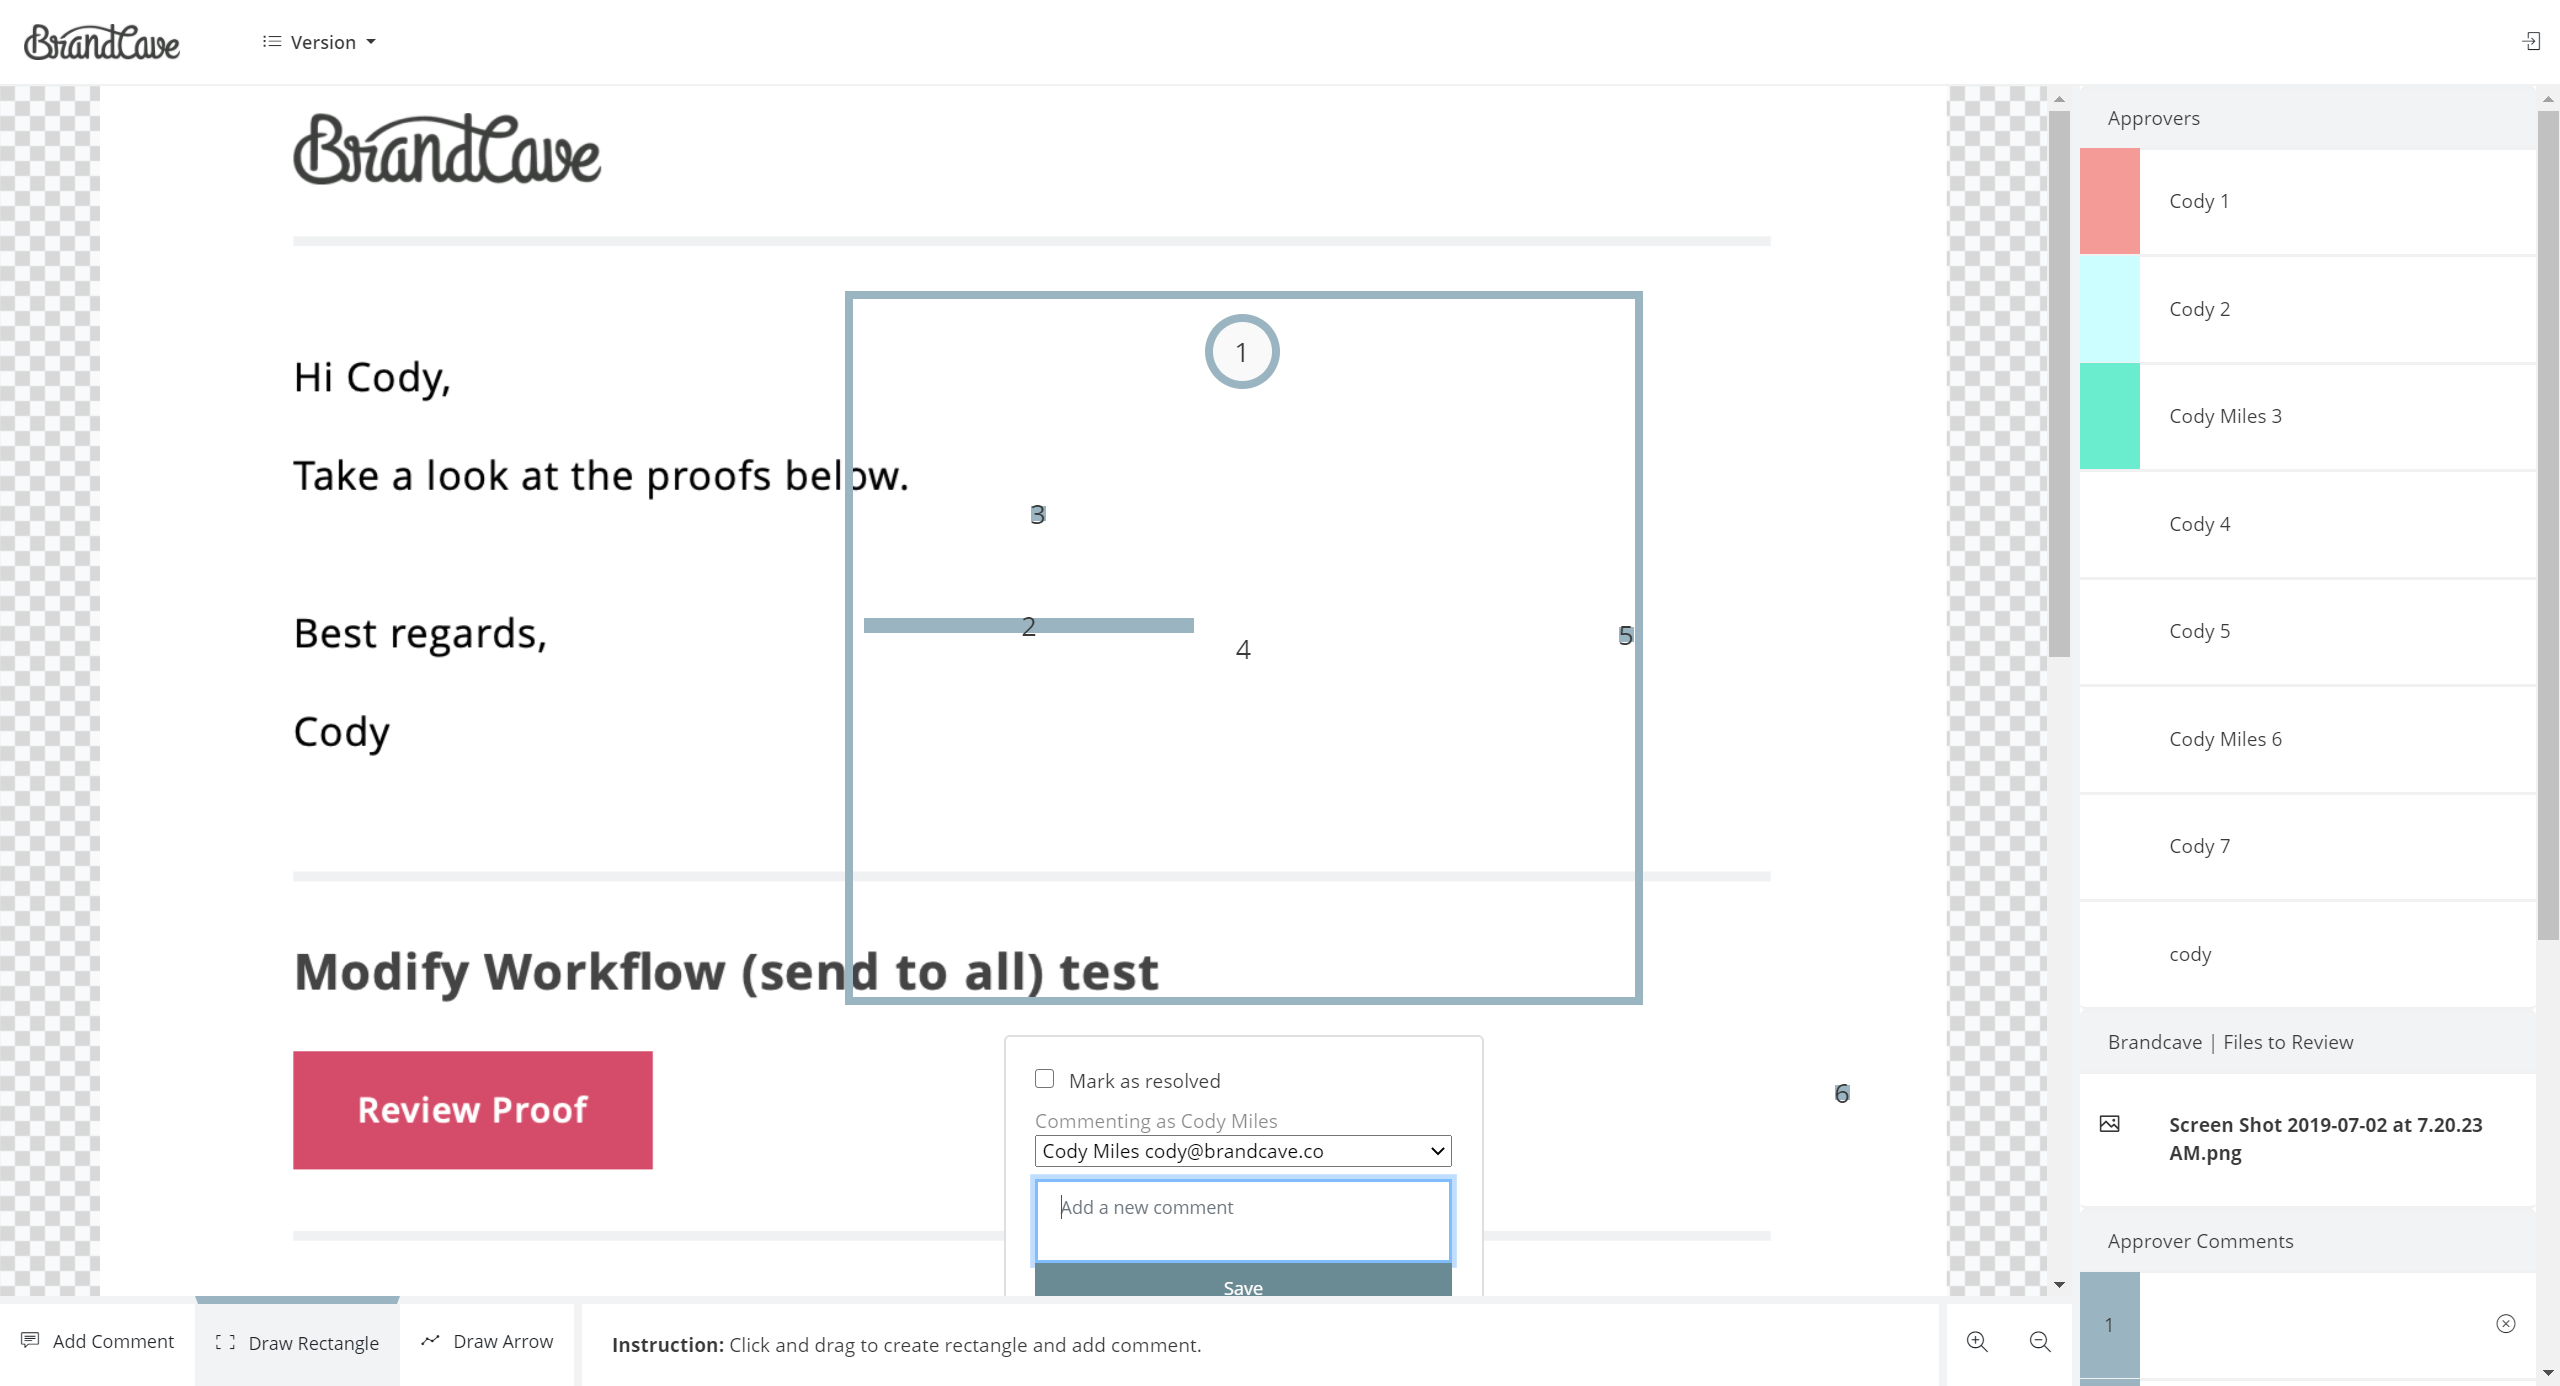 BrandCave
Version
BrandCave
Hi Cody,
Take a look at the proofs below.
Best regards,
Cody
1
3
2
4
5
Modify Workflow (send to all) test
Review Proof
6
Mark as resolved
Commenting as Cody Miles
Cody Miles cody@brandcave.co
Add a new comment
Save
Add Comment
Draw Rectangle
Draw Arrow
Instruction: Click and drag to create rectangle and add comment.
Approvers
Cody 1
Cody 2
Cody Miles 3
Cody 4
Cody 5
Cody Miles 6
Cody 7
cody
Brandcave | Files to Review
Screen Shot 2019-07-02 at 7.20.23
AM.png
Approver Comments
1